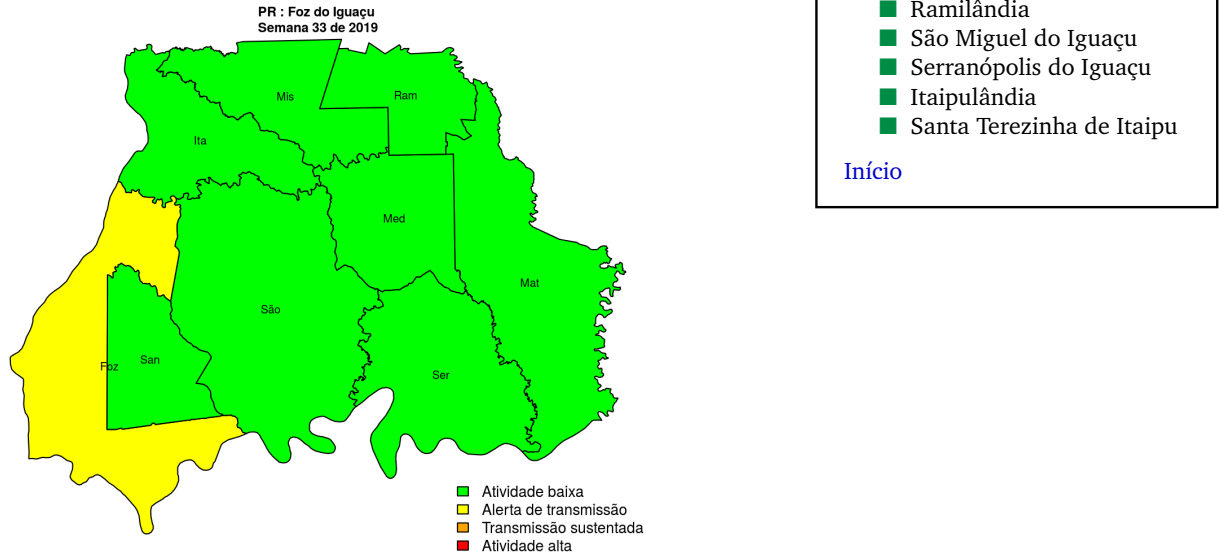 PR : Foz do Iguaçu
Semana 33 de 2019
Mis
Ram
Ita
Med
Mat
São
Foz
San
Ser
Atividade baixa
Alerta de transmissão
Transmissão sustentada
Atividade alta
Ramilândia
São Miguel do Iguaçu
Serranópolis do Iguaçu
Itaipulândia
Santa Terezinha de Itaipu
Início